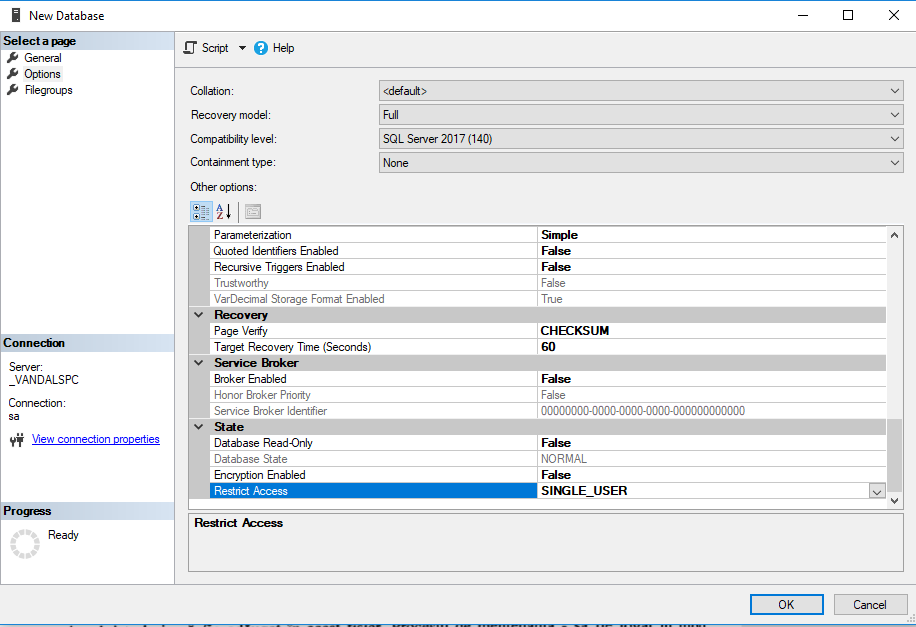 New Database
Select a page
General
Options
Filegroups
Script
Help
Collation: <default>
Recovery model: Full
Compatibility level: SQL Server 2017 (140)
Containment type: None
Other options:
Parameterization Simple
Quoted Identifiers Enabled False
Recursive Triggers Enabled False
Trustworthy False
VarDecimal Storage Format Enabled True
Recovery
Page Verify CHECKSUM
Target Recovery Time (Seconds) 60
Service Broker
Broker Enabled False
Honor Broker Priority False
Service Broker Identifier 00000000-0000-0000-0000-000000000000
State
Database Read-Only False
Database State NORMAL
Encryption Enabled False
Restrict Access SINGLE_USER
Restrict Access
Connection
Server:
_VANDALSPC
Connection:
sa
View connection properties
Progress
Ready
OK
Cancel